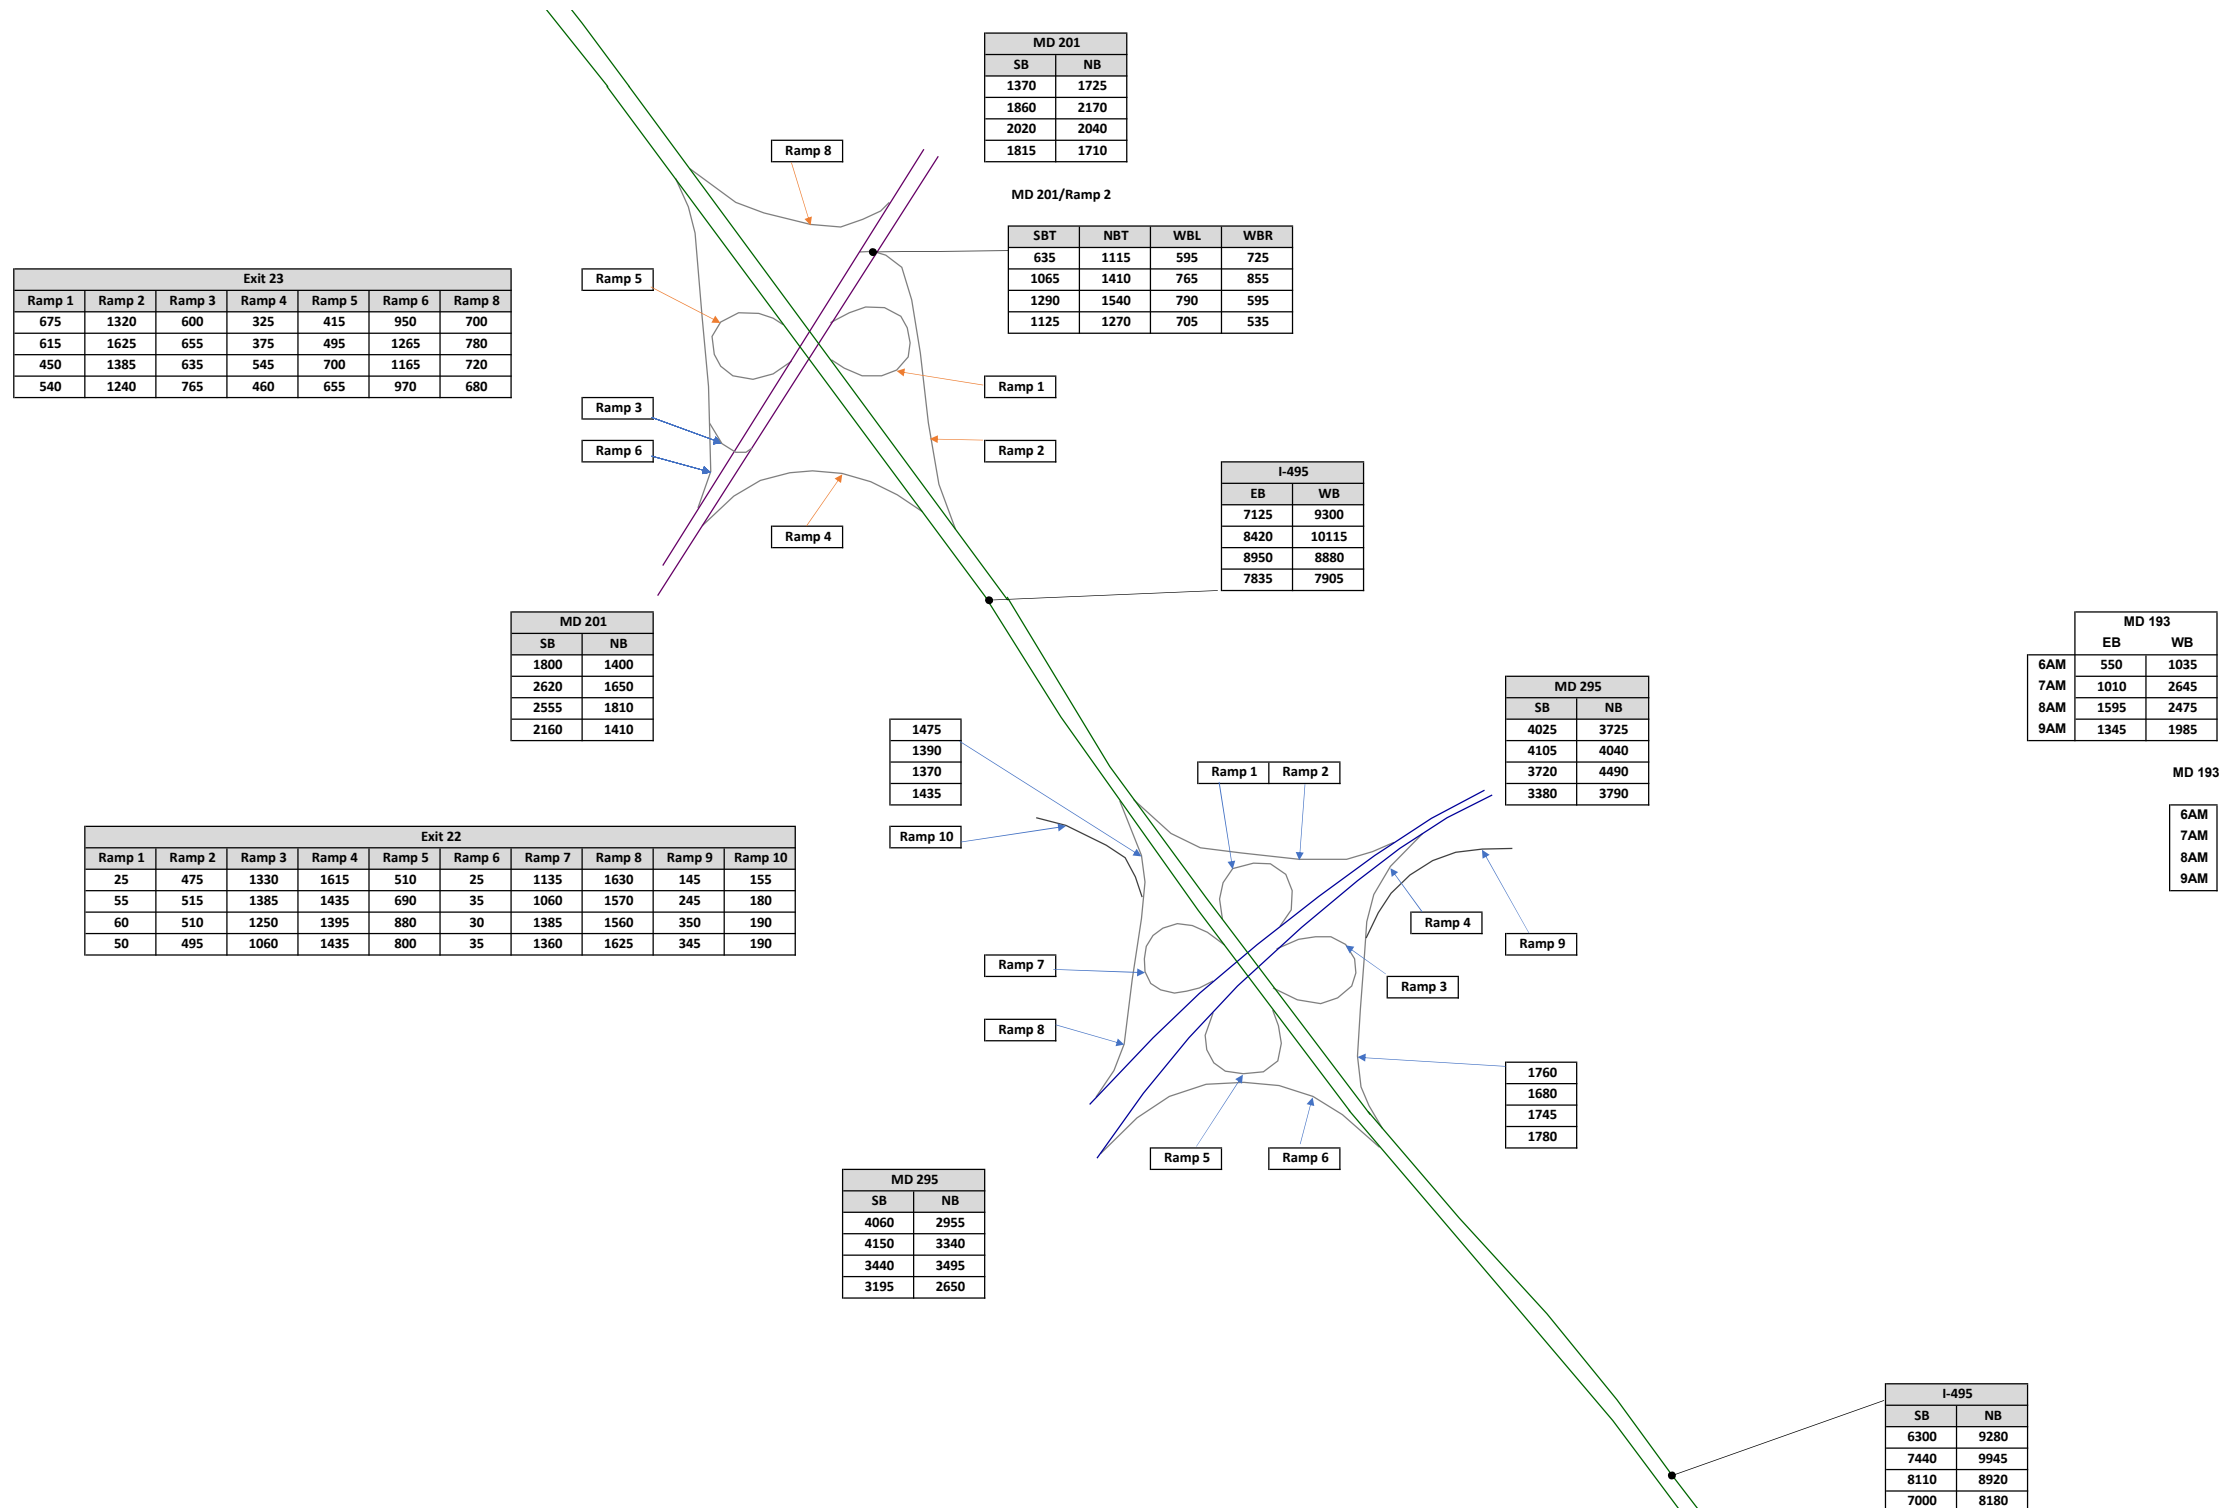 MD 201
SB NB
1370 1725
1860 2170
2020 2040
1815 1710
Ramp 8
MD 201/Ramp 2
SBT NBT WBL WBR
635 1115 595 725
1065 1410 765 855
1290 1540 790 595
1125 1270 705 535
Exit 23
Ramp 1 Ramp 2 Ramp 3 Ramp 4 Ramp 5 Ramp 6 Ramp 8
675 1320 600 325 415 950 700
615 1625 655 375 495 1265 780
450 1385 635 545 700 1165 720
540 1240 765 460 655 970 680
Ramp 5
Ramp 1
Ramp 3
Ramp 6
Ramp 2
Ramp 4
I-495
EB WB
7125 9300
8420 10115
8950 8880
7835 7905
MD 201
SB NB
1800 1400
2620 1650
2555 1810
2160 1410
MD 193
EB WB
6AM 550 1035
7AM 1010 2645
8AM 1595 2475
9AM 1345 1985
MD 295
SB NB
4025 3725
4105 4040
3720 4490
3380 3790
1475
1390
1370
1435
Ramp 1 Ramp 2
MD 193
6AM
7AM
8AM
9AM
Ramp 10
Exit 22
Ramp 1 Ramp 2 Ramp 3 Ramp 4 Ramp 5 Ramp 6 Ramp 7 Ramp 8 Ramp 9 Ramp 10
25 475 1330 1615 510 25 1135 1630 145 155
55 515 1385 1435 690 35 1060 1570 245 180
60 510 1250 1395 880 30 1385 1560 350 190
50 495 1060 1435 800 35 1360 1625 345 190
Ramp 4
Ramp 9
Ramp 7
Ramp 3
Ramp 8
1760
1680
1745
1780
Ramp 5
Ramp 6
MD 295
SB NB
4060 2955
4150 3340
3440 3495
3195 2650
I-495
SB NB
6300 9280
7440 9945
8110 8920
7000 8180